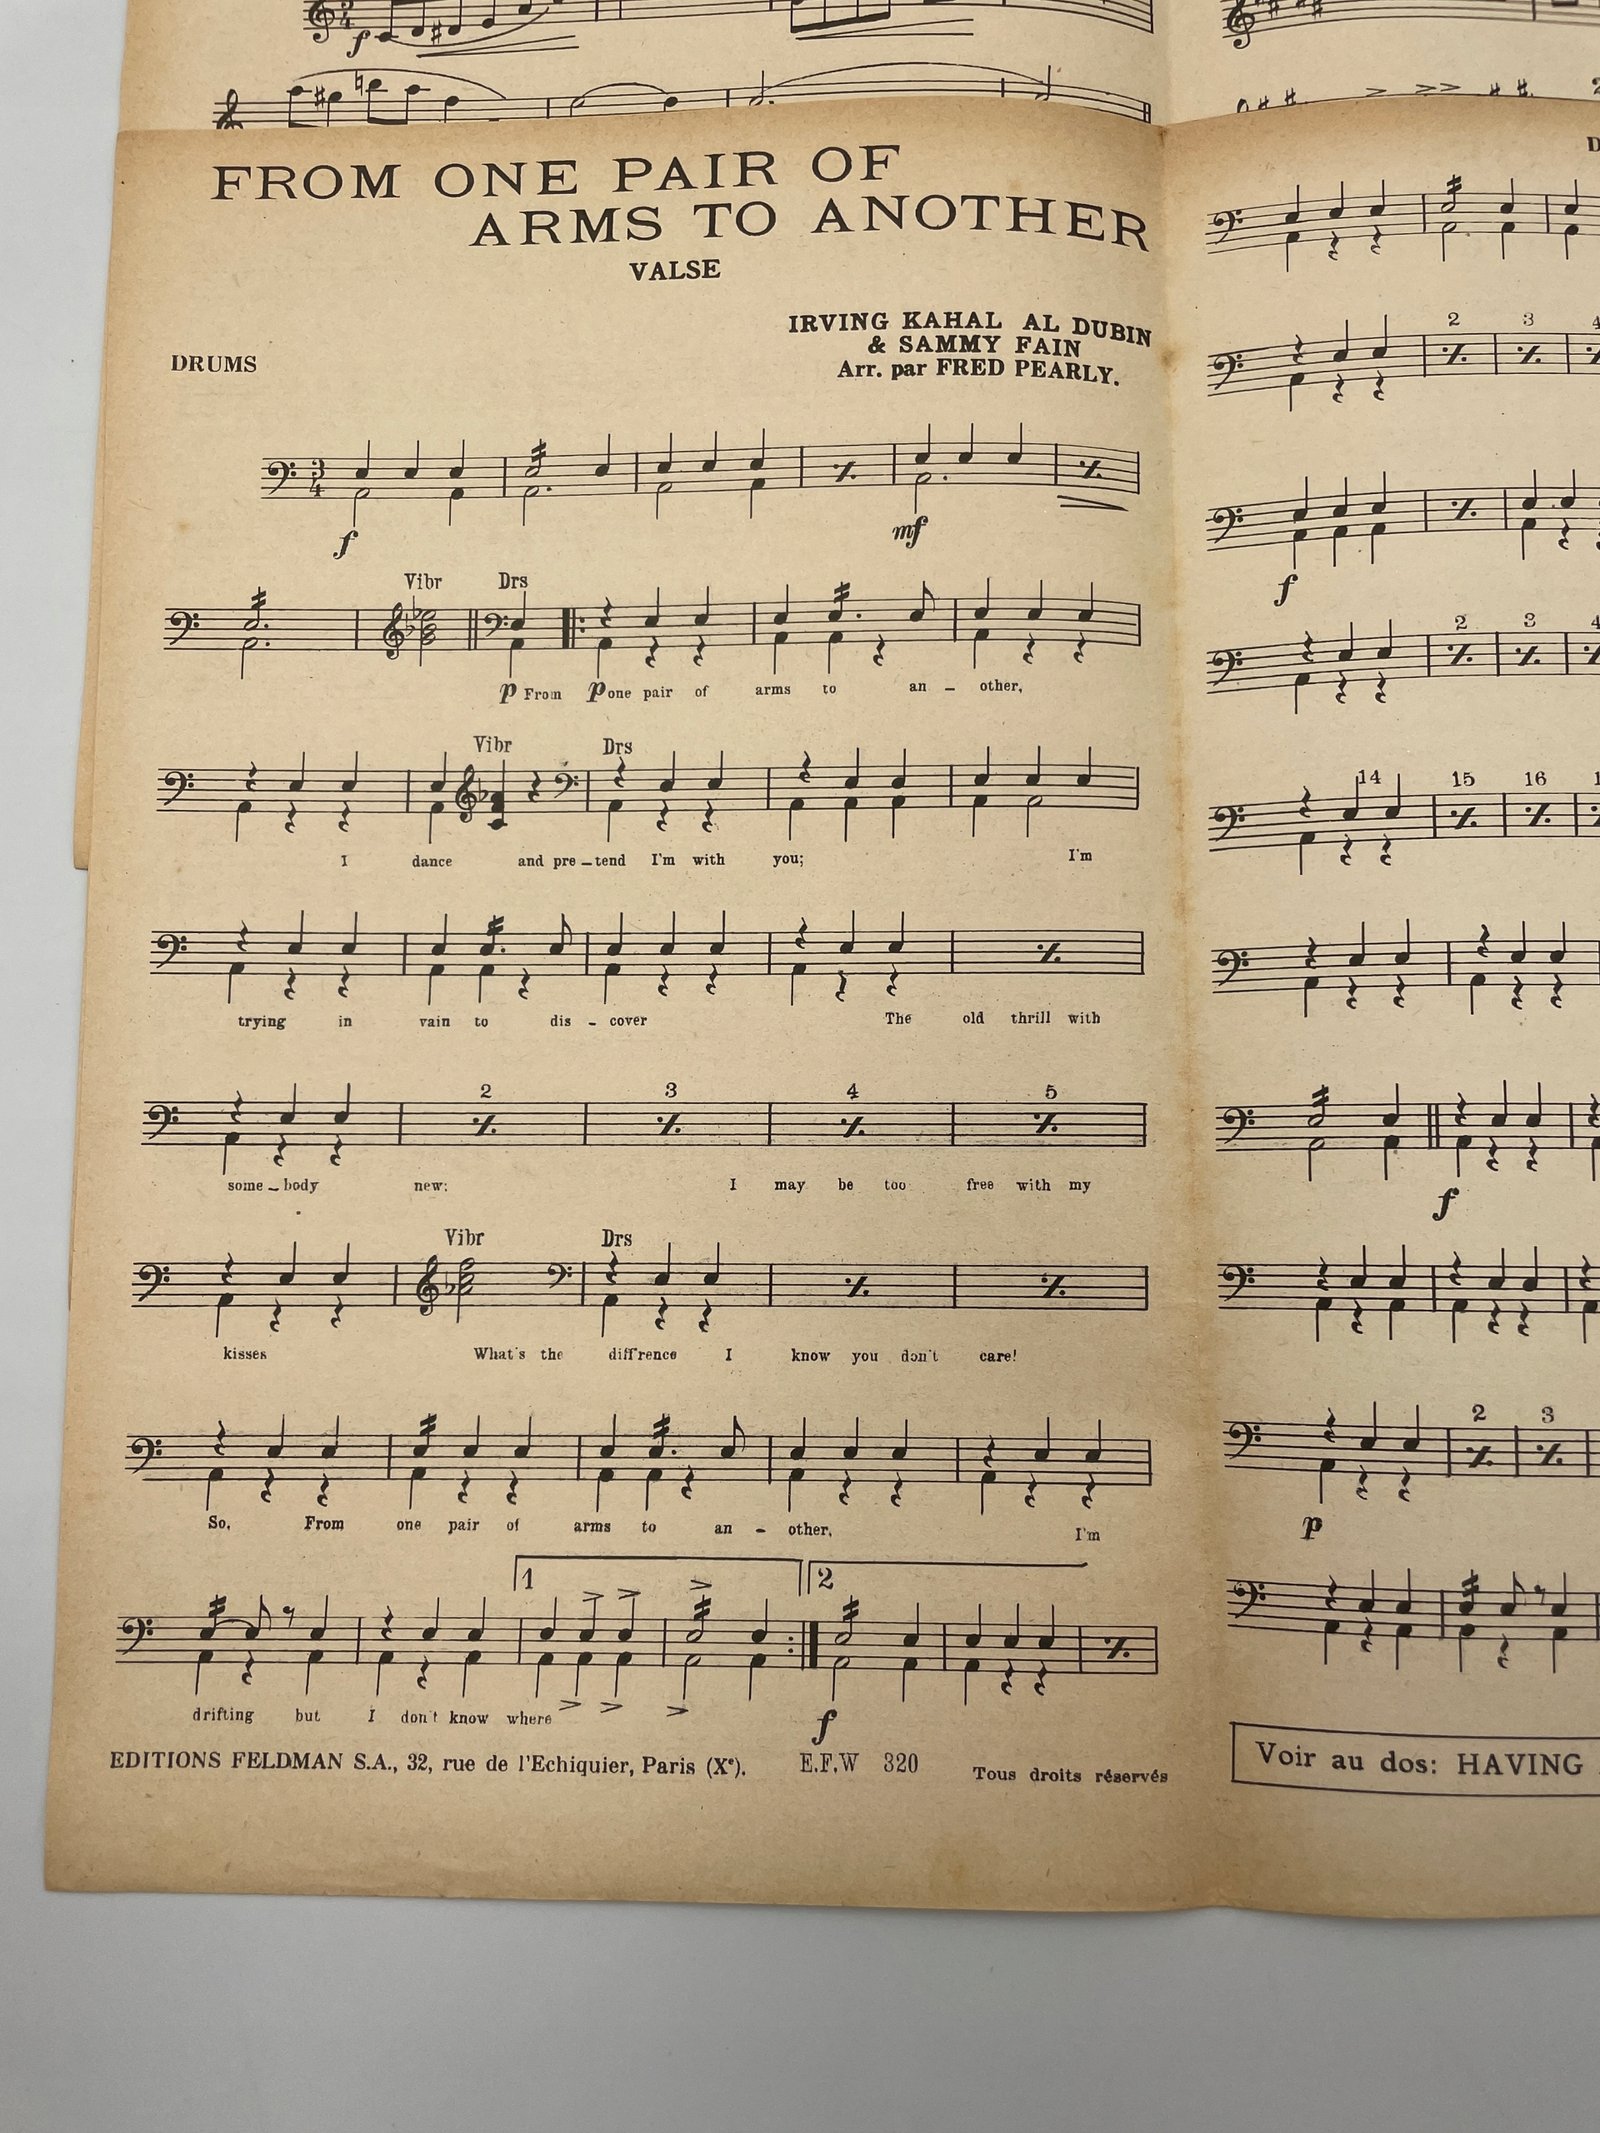 FROM ONE PAIR OF
ARMS TO ANOTHER
VALSE
IRVING KAHAL AL DUBIN
& SAMMY FAIN
Arr. par FRED PEARLY.
DRUMS
3 4
f mf
Vibr Drs
p From p one pair of arms to an - other,
Vibr Drs
I dance and pre - tend I'm with you; I'm
trying in vain to dis - cover The old thrill with
2 3 4 5
some - body new; I may be too free with my
Vibr Drs
kisses What's the diff'rence I know you don't care!
So, From one pair of arms to an - other, I'm
1 2
drifting but I don't know where
f
EDITIONS FELDMAN S.A., 32, rue de l'Echiquier, Paris (Xe). E.F.W 320 Tous droits réservés
2 3
f
2 3
14 15 16
f
2 3
p
Voir au dos: HAVING